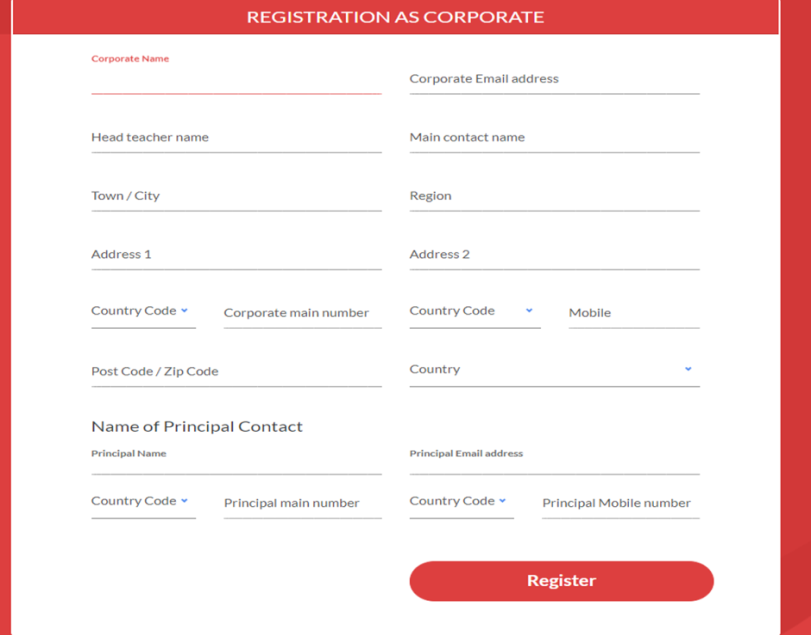 REGISTRATION AS CORPORATE
Corporate Name
Corporate Email address
Head teacher name
Main contact name
Town / City
Region
Address 1
Address 2
Country Code
Corporate main number
Country Code
Mobile
Post Code / Zip Code
Country
Name of Principal Contact
Principal Name
Principal Email address
Country Code
Principal main number
Country Code
Principal Mobile number
Register